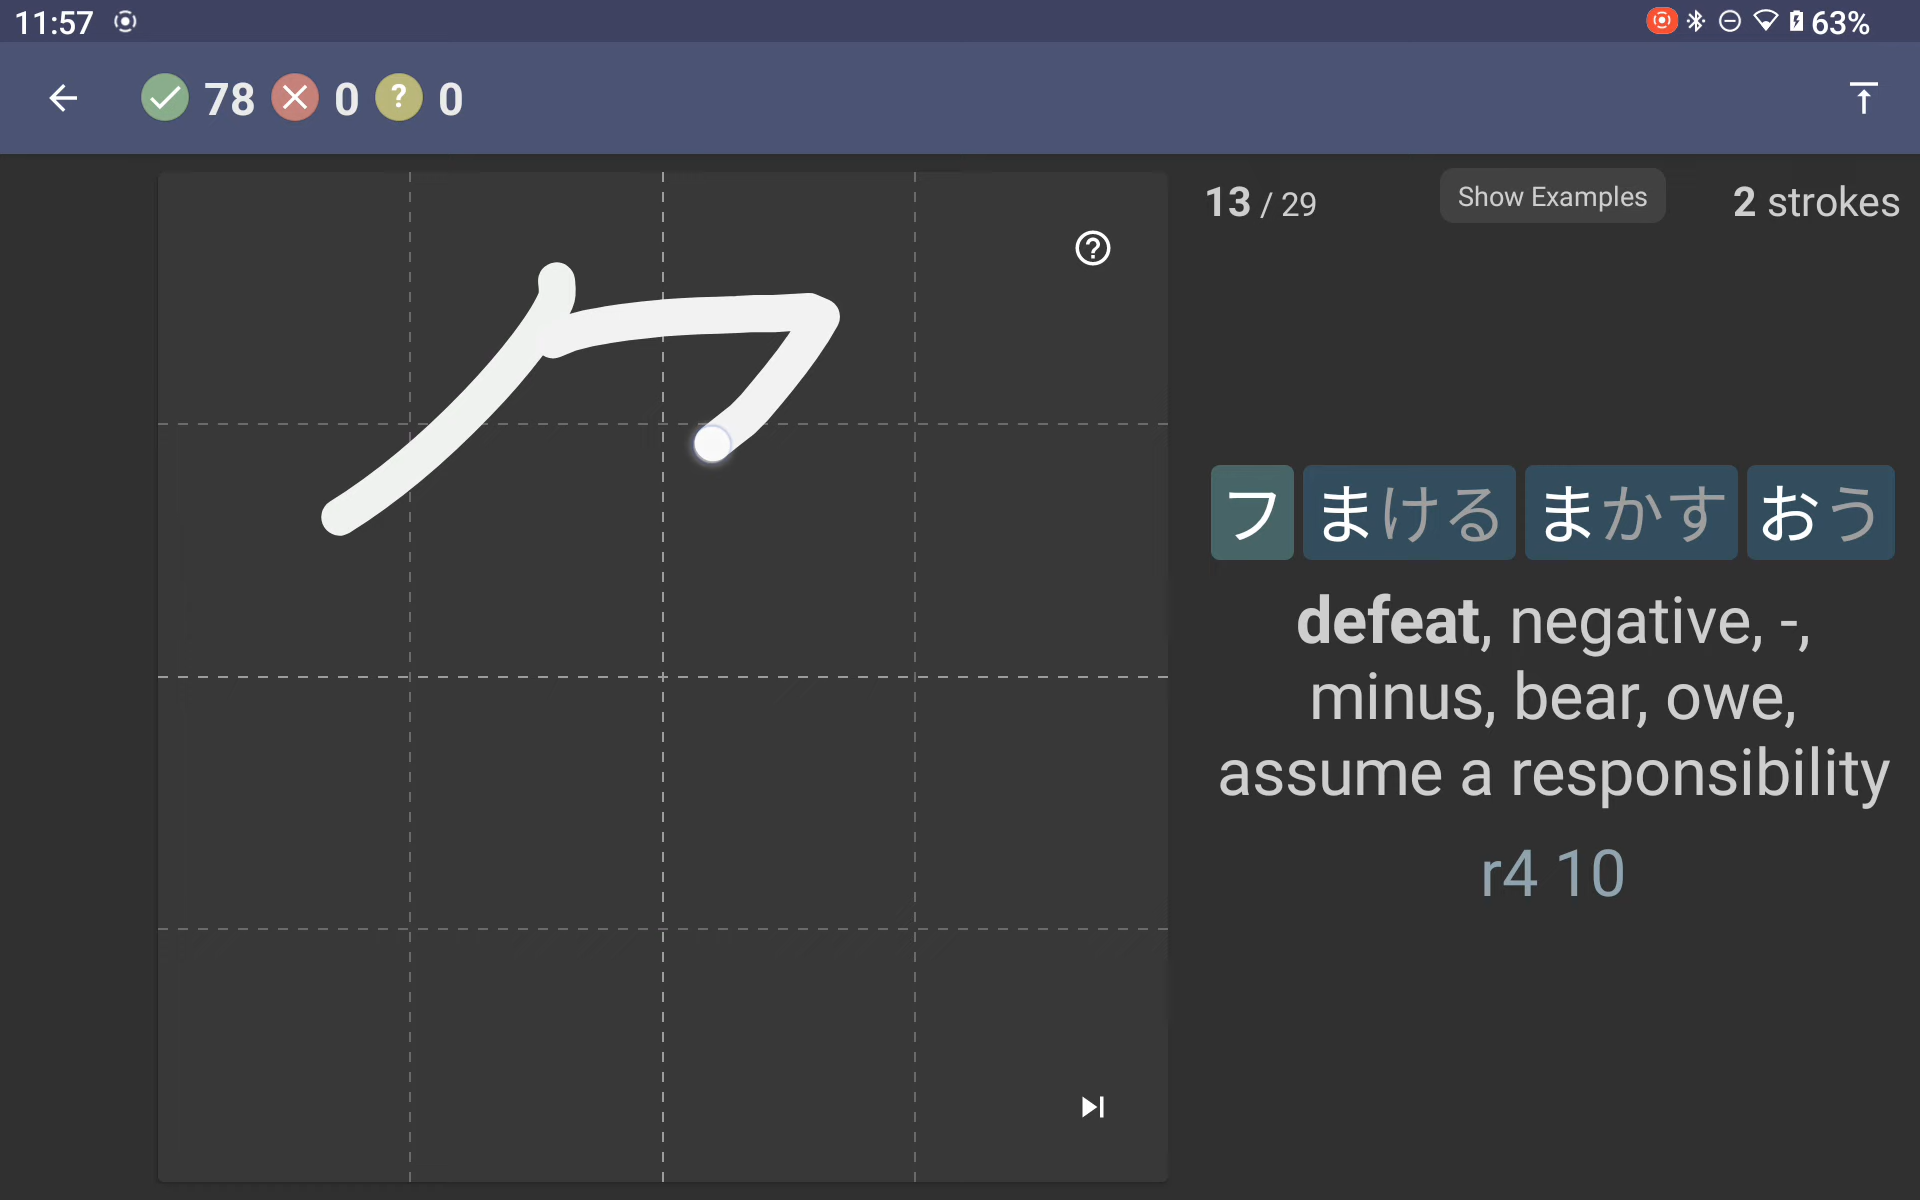 11:57 63%
78 0 ? 0
13 / 29 Show Examples 2 strokes
フ まける まかす おう
defeat, negative, -,
minus, bear, owe,
assume a responsibility
r4 10